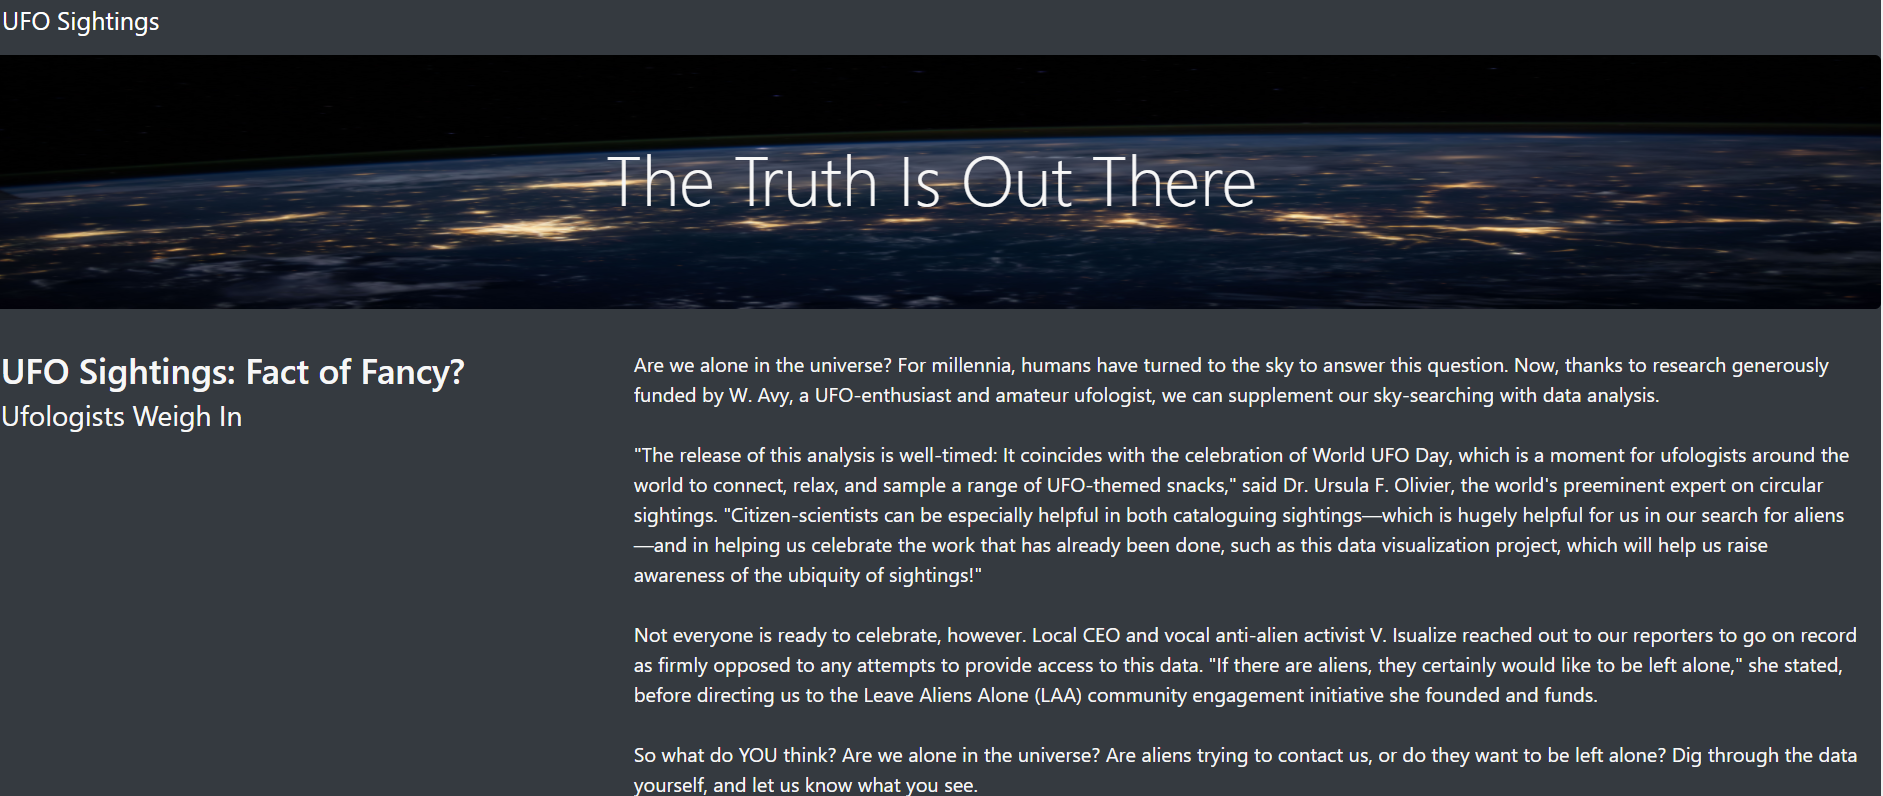 UFO Sightings
The Truth Is Out There
UFO Sightings: Fact of Fancy?
Ufologists Weigh In
Are we alone in the universe? For millennia, humans have turned to the sky to answer this question. Now, thanks to research generously
funded by W. Avy, a UFO-enthusiast and amateur ufologist, we can supplement our sky-searching with data analysis.
"The release of this analysis is well-timed: It coincides with the celebration of World UFO Day, which is a moment for ufologists around the
world to connect, relax, and sample a range of UFO-themed snacks," said Dr. Ursula F. Olivier, the world's preeminent expert on circular
sightings. "Citizen-scientists can be especially helpful in both cataloguing sightings—which is hugely helpful for us in our search for aliens
—and in helping us celebrate the work that has already been done, such as this data visualization project, which will help us raise
awareness of the ubiquity of sightings!"
Not everyone is ready to celebrate, however. Local CEO and vocal anti-alien activist V. Isualize reached out to our reporters to go on record
as firmly opposed to any attempts to provide access to this data. "If there are aliens, they certainly would like to be left alone," she stated,
before directing us to the Leave Aliens Alone (LAA) community engagement initiative she founded and funds.
So what do YOU think? Are we alone in the universe? Are aliens trying to contact us, or do they want to be left alone? Dig through the data
yourself, and let us know what you see.